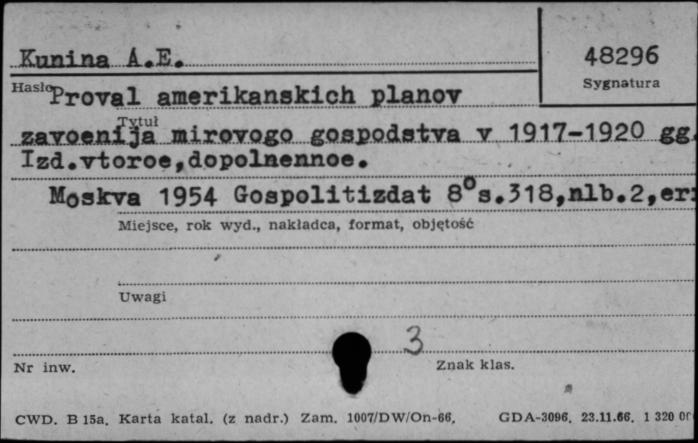 Kunina A.E.
48296
Hasło
Sygnatura
Proval amerikanskich planov
Tytuł
zavoenija mirovogo gospodstva v 1917-1920 gg.
Izd.vtoroe,dopolnennoe.
Moskva 1954 Gospolitizdat 8° s.318,nlb.2,er
Miejsce, rok wyd., nakładca, format, objętość
Uwagi
3
Nr inw.
Znak klas.
CWD. B 15a. Karta katal. (z nadr.) Zam. 1007/DW/On-66. GDA-3096. 23.11.66. 1 320